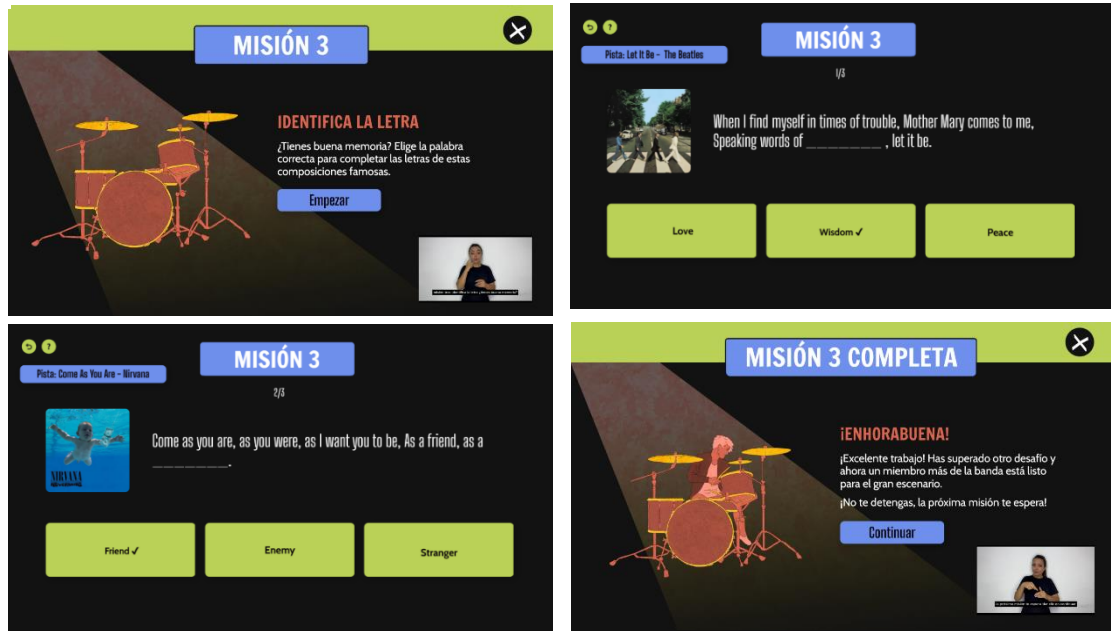 MISIÓN 3
IDENTIFICA LA LETRA
¿Tienes buena memoria? Elige la palabra
correcta para completar las letras de estas
composiciones famosas.
Empezar
MISIÓN 3
Pista: Let It Be - The Beatles
1/3
When I find myself in times of trouble, Mother Mary comes to me,
Speaking words of _______ , let it be.
Love
Wisdom ✓
Peace
MISIÓN 3
Pista: Come As You Are - Nirvana
2/3
NIRVANA
Come as you are, as you were, as I want you to be, As a friend, as a
_______.
Friend ✓
Enemy
Stranger
MISIÓN 3 COMPLETA
¡ENHORABUENA!
¡Excelente trabajo! Has superado otro desafío y
ahora un miembro más de la banda está listo
para el gran escenario.
¡No te detengas, la próxima misión te espera!
Continuar